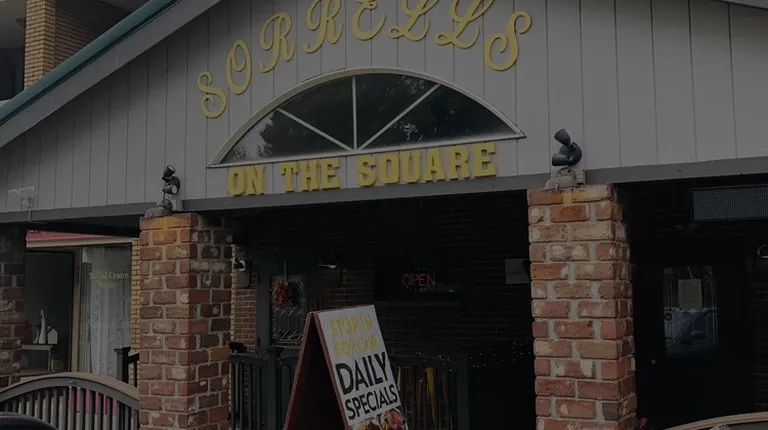 SORRELLS
ON THE SQUARE
OPEN
STOP IN
FOR OUR
DAILY
SPECIALS